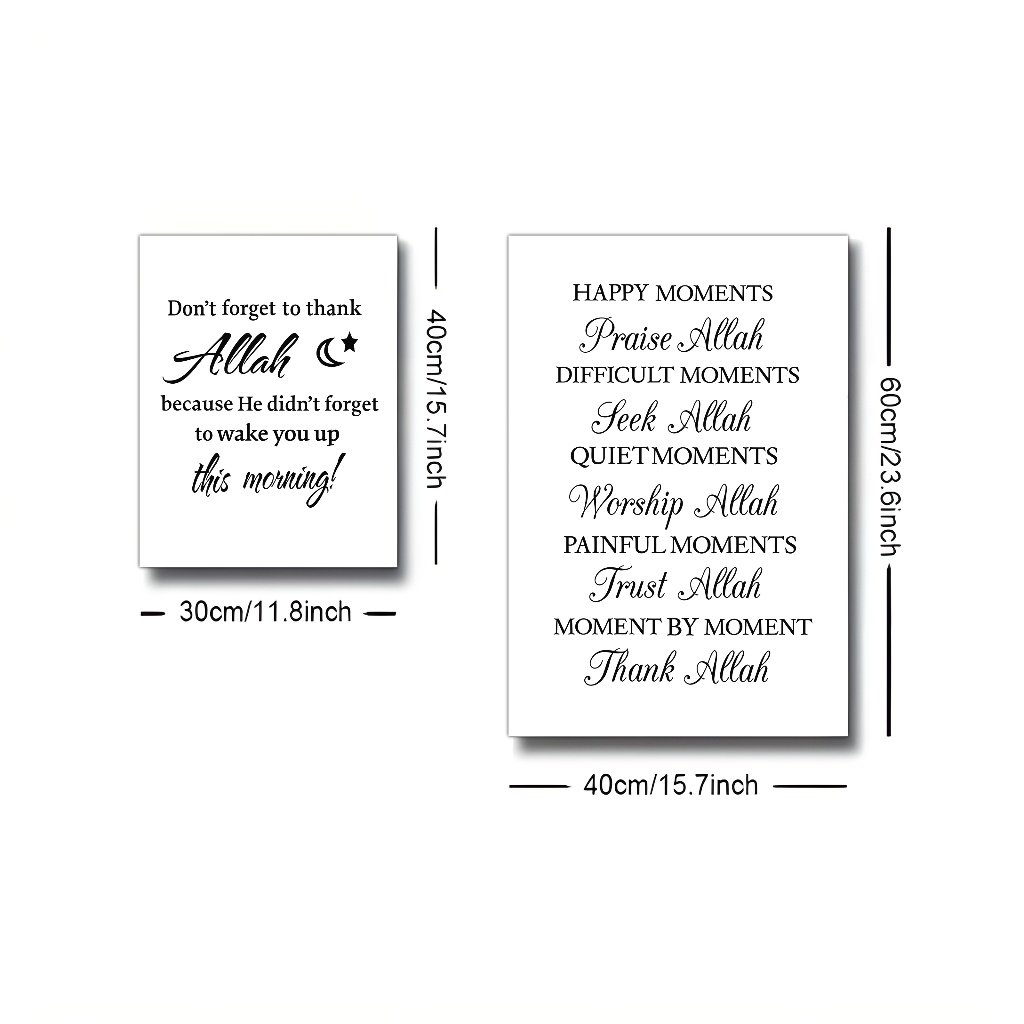 Don't forget to thank
Allah
because He didn't forget
to wake you up
this morning!
40cm/15.7inch
30cm/11.8inch
HAPPY MOMENTS
Praise Allah
DIFFICULT MOMENTS
Seek Allah
QUIET MOMENTS
Worship Allah
PAINFUL MOMENTS
Trust Allah
MOMENT BY MOMENT
Thank Allah
60cm/23.6inch
40cm/15.7inch